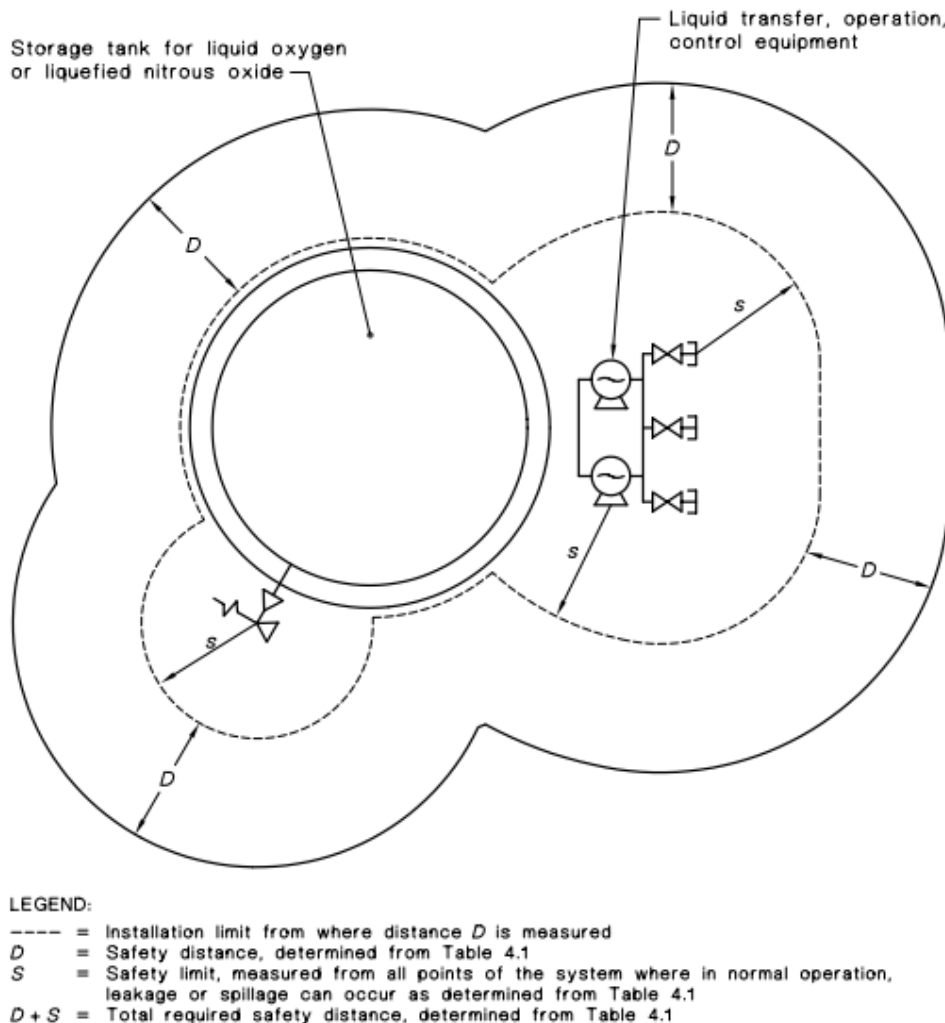 Liquid transfer, operation,
control equipment
Storage tank for liquid oxygen
or liquefied nitrous oxide
D
D
s
s
D
s
D
LEGEND:
---- = Installation limit from where distance D is measured
D = Safety distance, determined from Table 4.1
S = Safety limit, measured from all points of the system where in normal operation,
leakage or spillage can occur as determined from Table 4.1
D + S = Total required safety distance, determined from Table 4.1